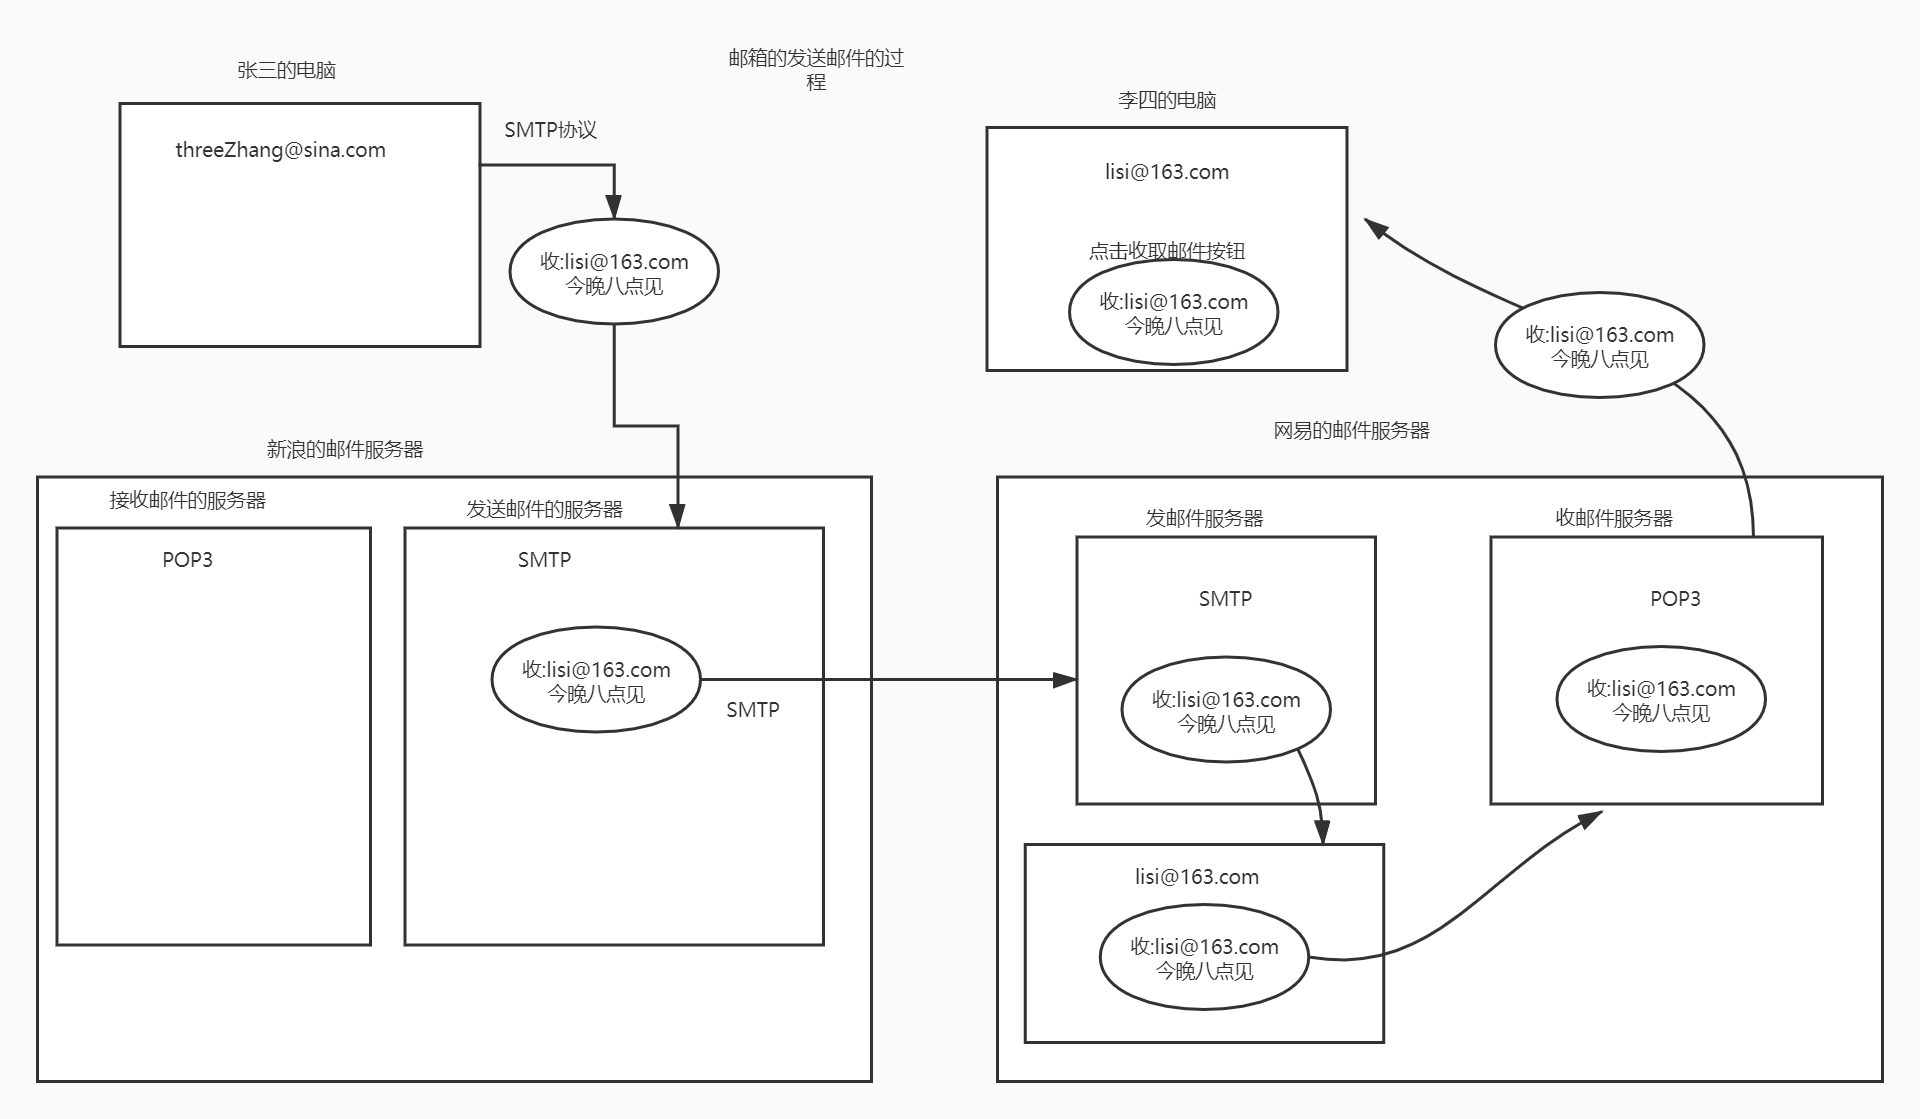 邮箱的发送邮件的过
程
张三的电脑
threeZhang@sina.com
SMTP协议
收:lisi@163.com
今晚八点见
李四的电脑
lisi@163.com
点击收取邮件按钮
收:lisi@163.com
今晚八点见
收:lisi@163.com
今晚八点见
新浪的邮件服务器
接收邮件的服务器
POP3
发送邮件的服务器
SMTP
收:lisi@163.com
今晚八点见
SMTP
网易的邮件服务器
发邮件服务器
SMTP
收:lisi@163.com
今晚八点见
收邮件服务器
POP3
收:lisi@163.com
今晚八点见
lisi@163.com
收:lisi@163.com
今晚八点见